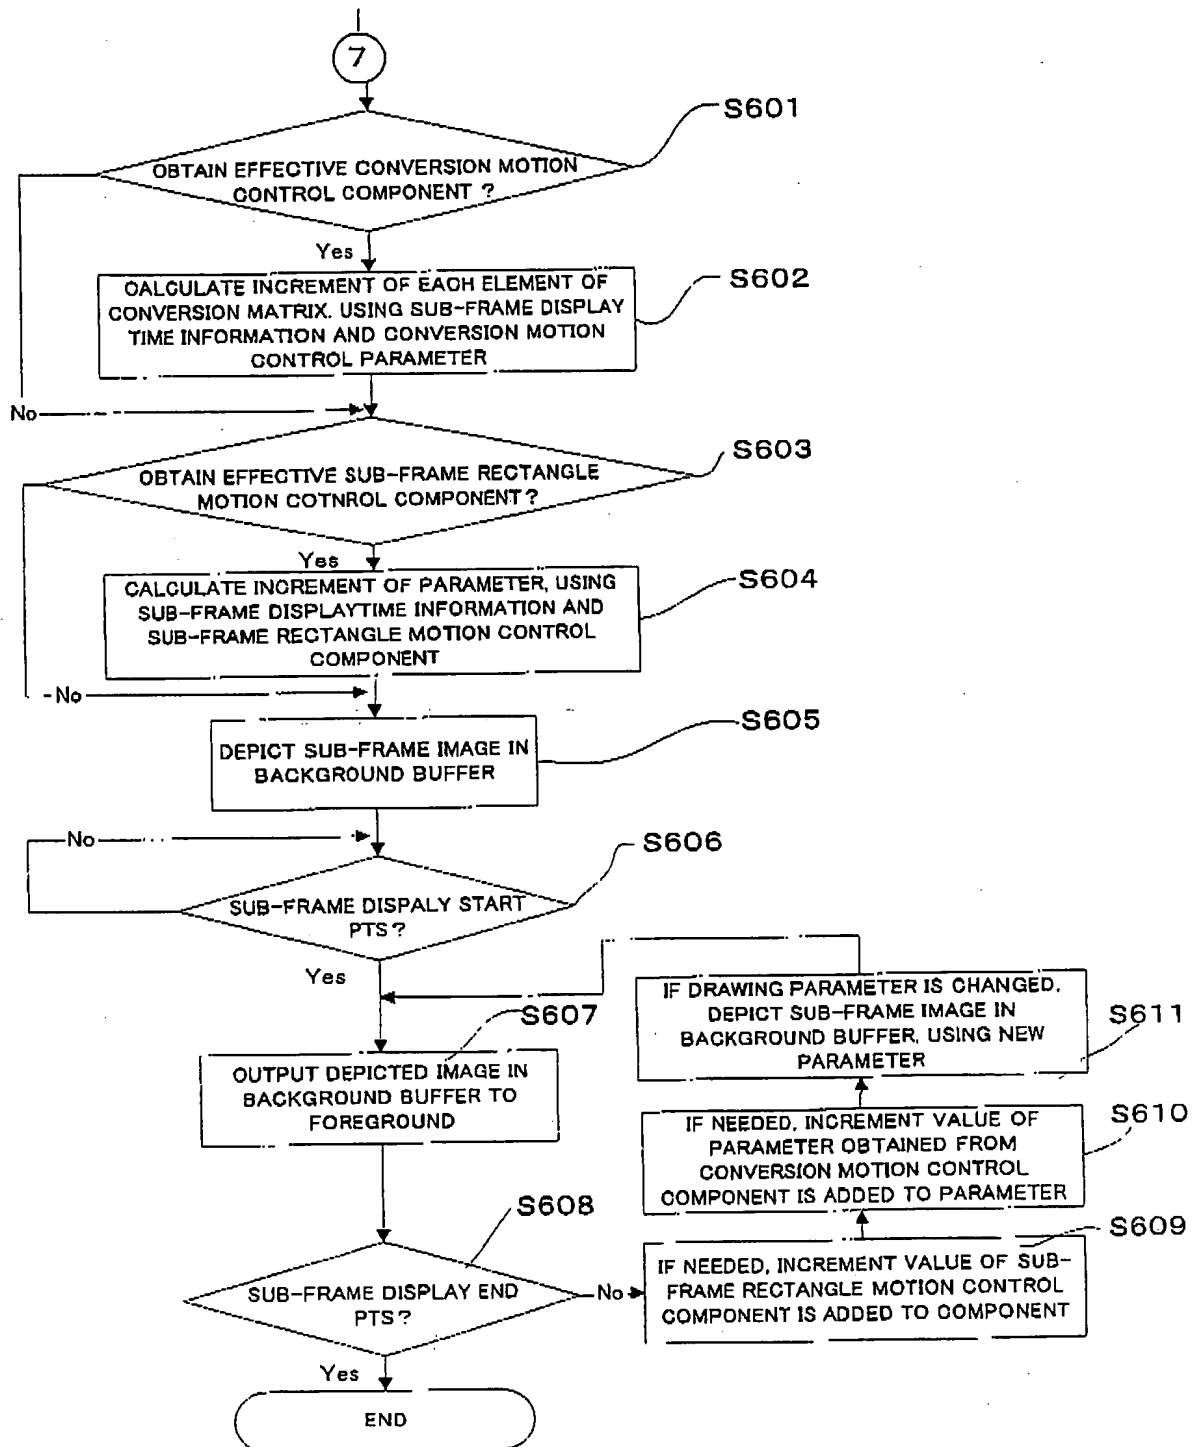 7
S601
OBTAIN EFFECTIVE CONVERSION MOTION
CONTROL COMPONENT ?
Yes
S602
CALCULATE INCREMENT OF EACH ELEMENT OF
CONVERSION MATRIX. USING SUB-FRAME DISPLAY
TIME INFORMATION AND CONVERSION MOTION
CONTROL PARAMETER
No
S603
OBTAIN EFFECTIVE SUB-FRAME RECTANGLE
MOTION COTNROL COMPONENT?
Yes
S604
CALCULATE INCREMENT OF PARAMETER, USING
SUB-FRAME DISPLAYTIME INFORMATION AND
SUB-FRAME RECTANGLE MOTION CONTROL
COMPONENT
No
S605
DEPICT SUB-FRAME IMAGE IN
BACKGROUND BUFFER
No
S606
SUB-FRAME DISPALY START
PTS?
Yes
S607
OUTPUT DEPICTED IMAGE IN
BACKGROUND BUFFER TO
FOREGROUND
S608
SUB-FRAME DISPLAY END
PTS?
No
Yes
END
IF DRAWING PARAMETER IS CHANGED,
DEPICT SUB-FRAME IMAGE IN
BACKGROUND BUFFER, USING NEW
PARAMETER
S611
IF NEEDED, INCREMENT VALUE OF
PARAMETER OBTAINED FROM
CONVERSION MOTION CONTROL
COMPONENT IS ADDED TO PARAMETER
S610
IF NEEDED, INCREMENT VALUE OF SUB-
FRAME RECTANGLE MOTION CONTROL
COMPONENT IS ADDED TO COMPONENT
S609